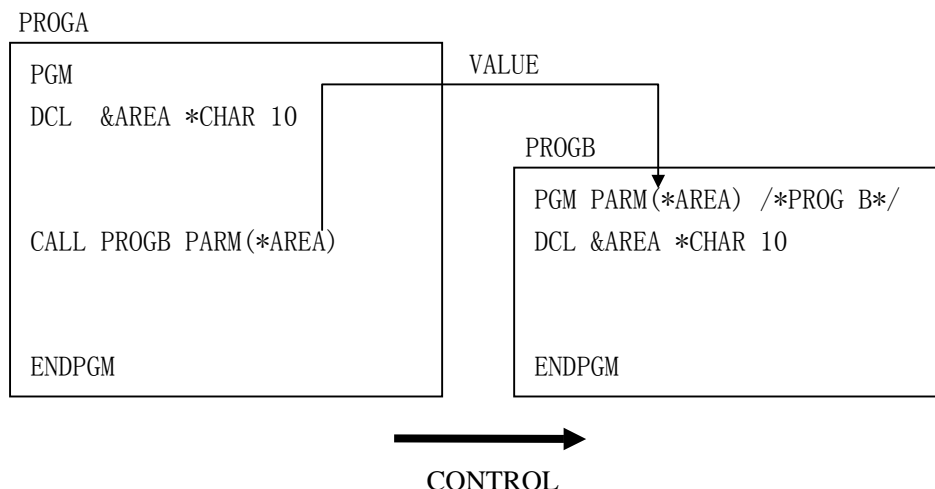 PROGA
PGM
DCL &AREA *CHAR 10
CALL PROGB PARM(*AREA)
ENDPGM
VALUE
PROGB
PGM PARM(*AREA) /*PROG B*/
DCL &AREA *CHAR 10
ENDPGM
CONTROL